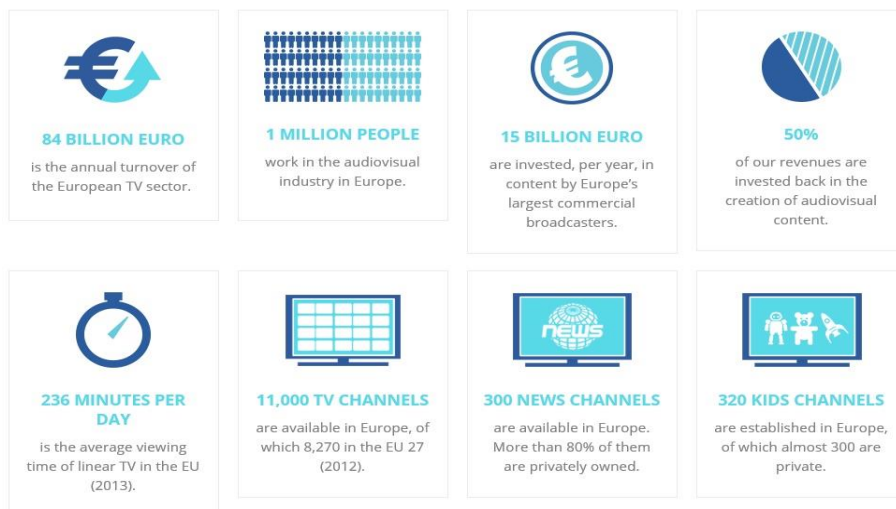 84 BILLION EURO
is the annual turnover of
the European TV sector.
1 MILLION PEOPLE
work in the audiovisual
industry in Europe.
15 BILLION EURO
are invested, per year, in
content by Europe's
largest commercial
broadcasters.
50%
of our revenues are
invested back in the
creation of audiovisual
content.
236 MINUTES PER
DAY
is the average viewing
time of linear TV in the EU
(2013).
11,000 TV CHANNELS
are available in Europe, of
which 8,270 in the EU 27
(2012).
NEWS
300 NEWS CHANNELS
are available in Europe.
More than 80% of them
are privately owned.
320 KIDS CHANNELS
are established in Europe,
of which almost 300 are
private.